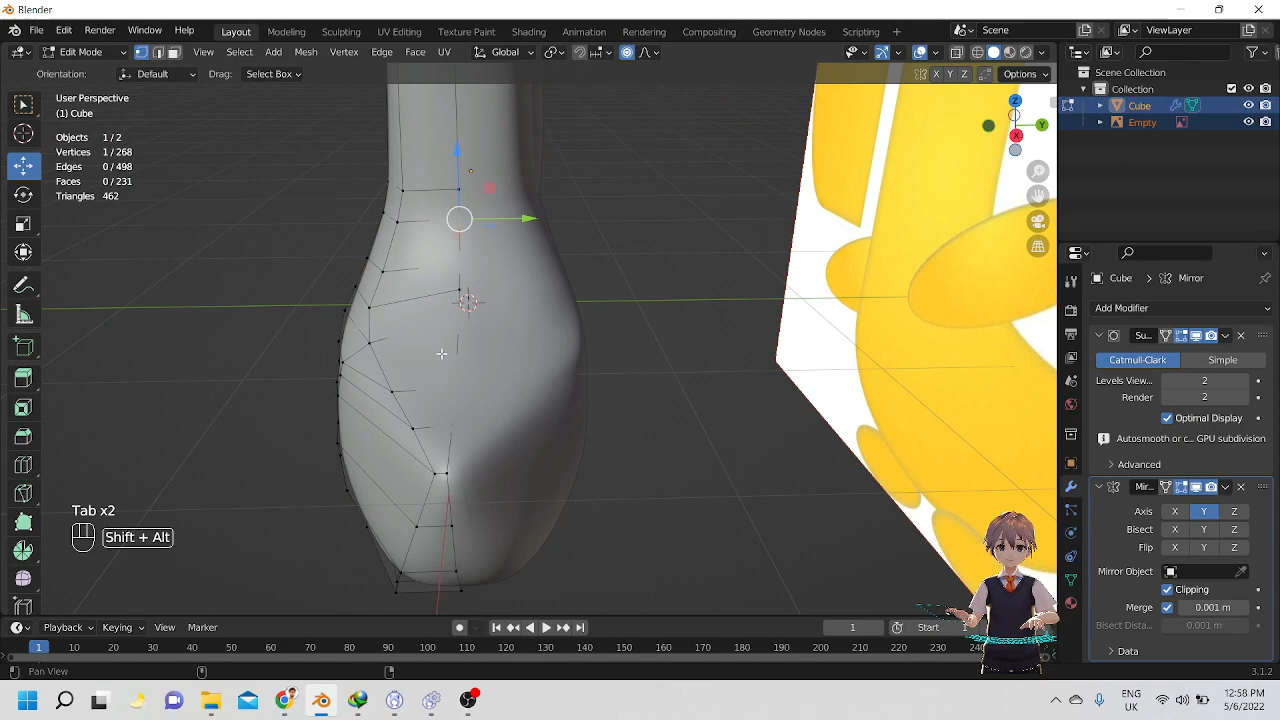 Blender
File Edit Render Window Help Layout Modeling Sculpting UV Editing Texture Paint Shading Animation Rendering Compositing Geometry Nodes Scripting Scene ViewLayer
Edit Mode View Select Add Mesh Vertex Edge Face UV Global
Orientation: Default Drag: Select Box X Y Z Options
Scene Collection
Collection
Cube
Empty
User Perspective
(1) Cube
Objects 1/2
Vertices 1/268
Edges 0/498
Faces 0/231
Triangles 462
Z
Y
X
Cube Mirror
Add Modifier
Su...
Catmull-Clark Simple
Levels View... 2
Render 2
Optimal Display
Autosmooth or c... GPU subdivision
Advanced
Mir...
Axis X Y Z
Bisect X Y Z
Flip X Y Z
Mirror Object
Clipping
Merge 0.001 m
Bisect Dista... 0.001 m
Data
Tab x2
Shift + Alt
Playback Keying View Marker 1 Start
1 10 20 30 40 50 60 70 80 90 100 110 120 130 140 150 160 170 180 190 200 210 220 230
Pan View 3.1.2
ENG
UK
12:58 PM
5/6/2022